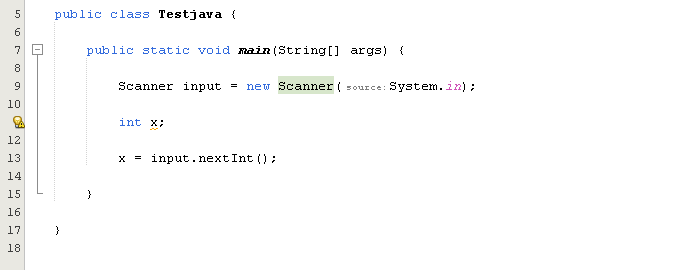 5 public class Testjava {
6
7 public static void main(String[] args) {
8
9 Scanner input = new Scanner( source: System.in);
10
int x;
12
13 x = input.nextInt();
14
15 }
16
17 }
18